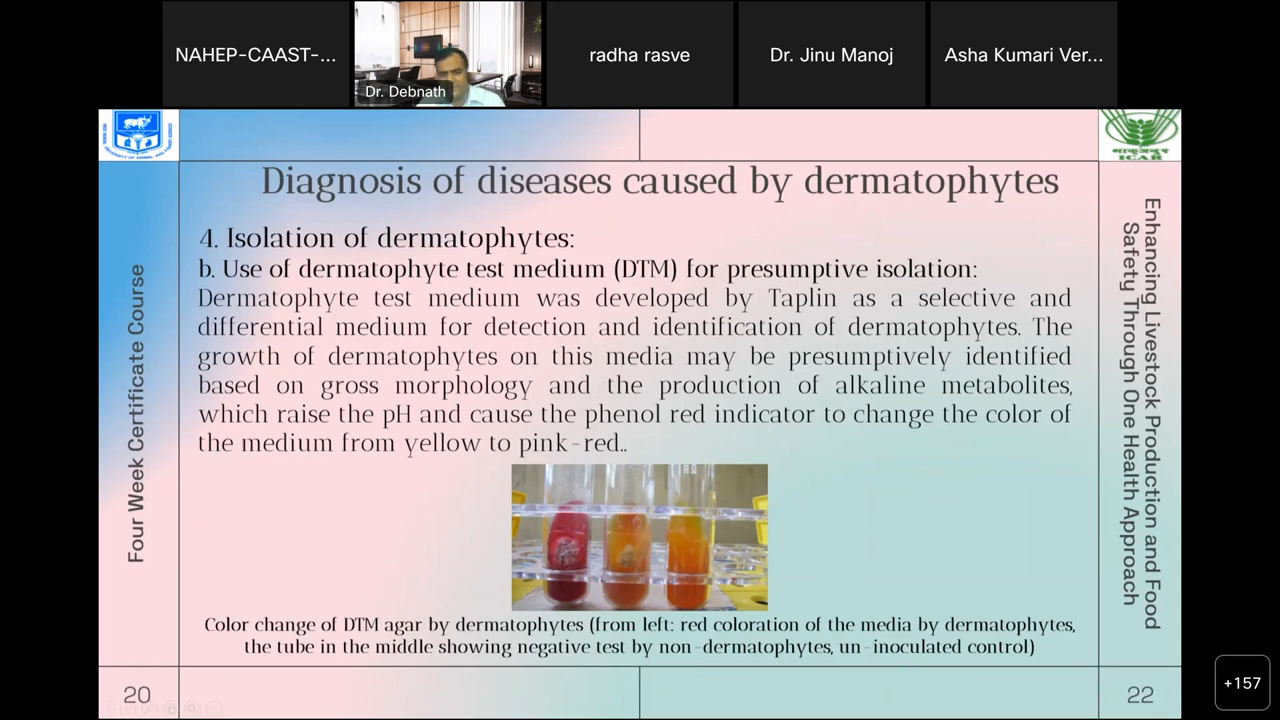 NAHEP-CAAST-...
Dr. Debnath
radha rasve
Dr. Jinu Manoj
Asha Kumari Ver...
ICAR
Diagnosis of diseases caused by dermatophytes
4. Isolation of dermatophytes:
b. Use of dermatophyte test medium (DTM) for presumptive isolation:
Dermatophyte test medium was developed by Taplin as a selective and
differential medium for detection and identification of dermatophytes. The
growth of dermatophytes on this media may be presumptively identified
based on gross morphology and the production of alkaline metabolites,
which raise the pH and cause the phenol red indicator to change the color of
the medium from yellow to pink-red..
Color change of DTM agar by dermatophytes (from left: red coloration of the media by dermatophytes,
the tube in the middle showing negative test by non-dermatophytes, un-inoculated control)
Four Week Certificate Course
Enhancing Livestock Production and Food
Safety Through One Health Approach
20
22
+157